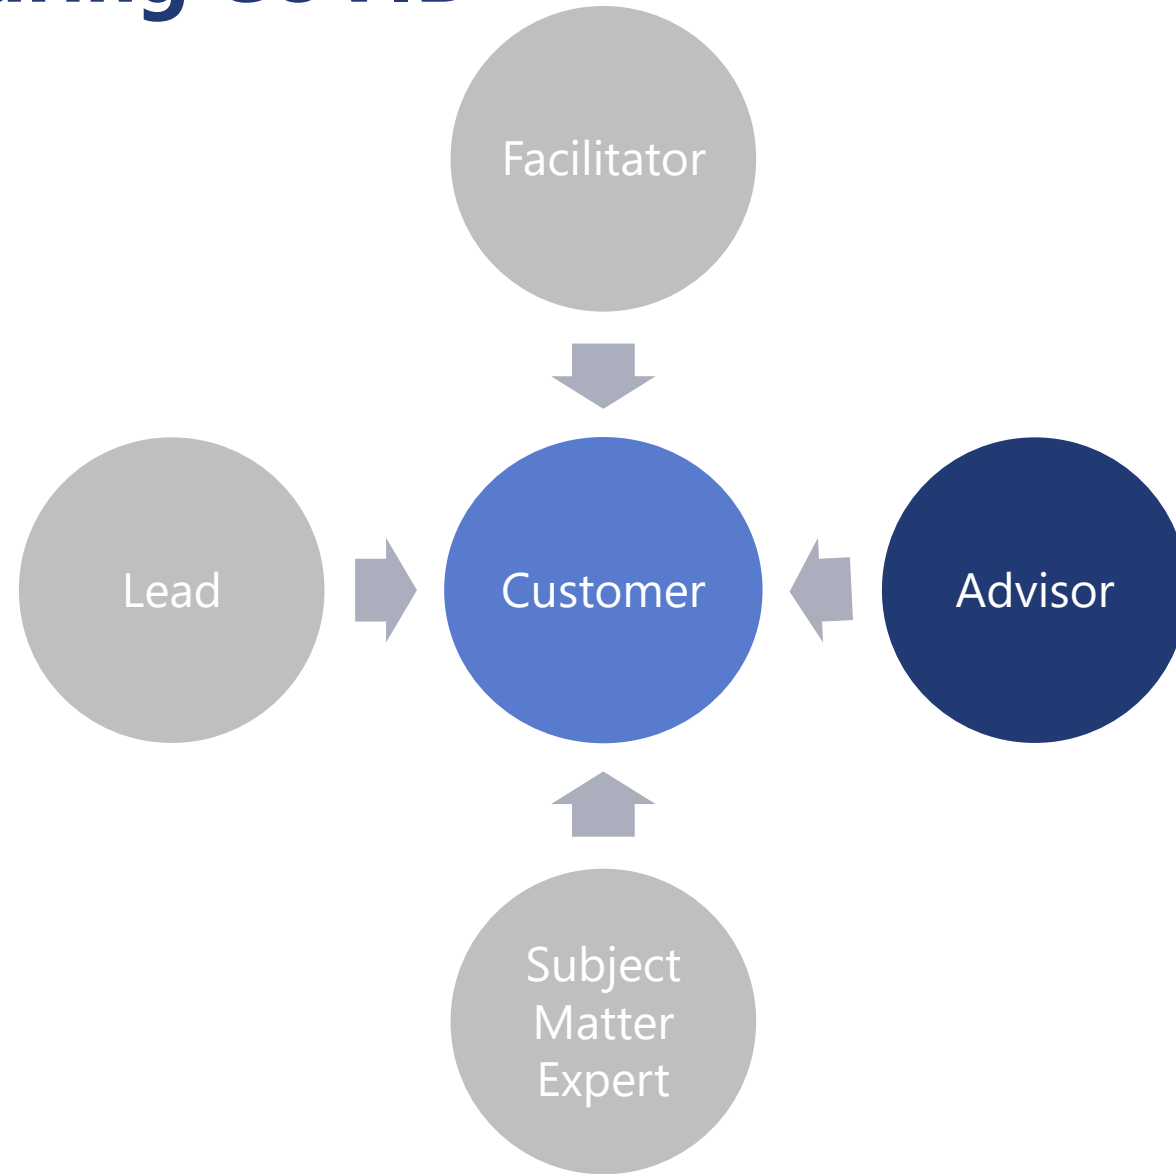 Facilitator
Lead
Customer
Advisor
Subject
Matter
Expert